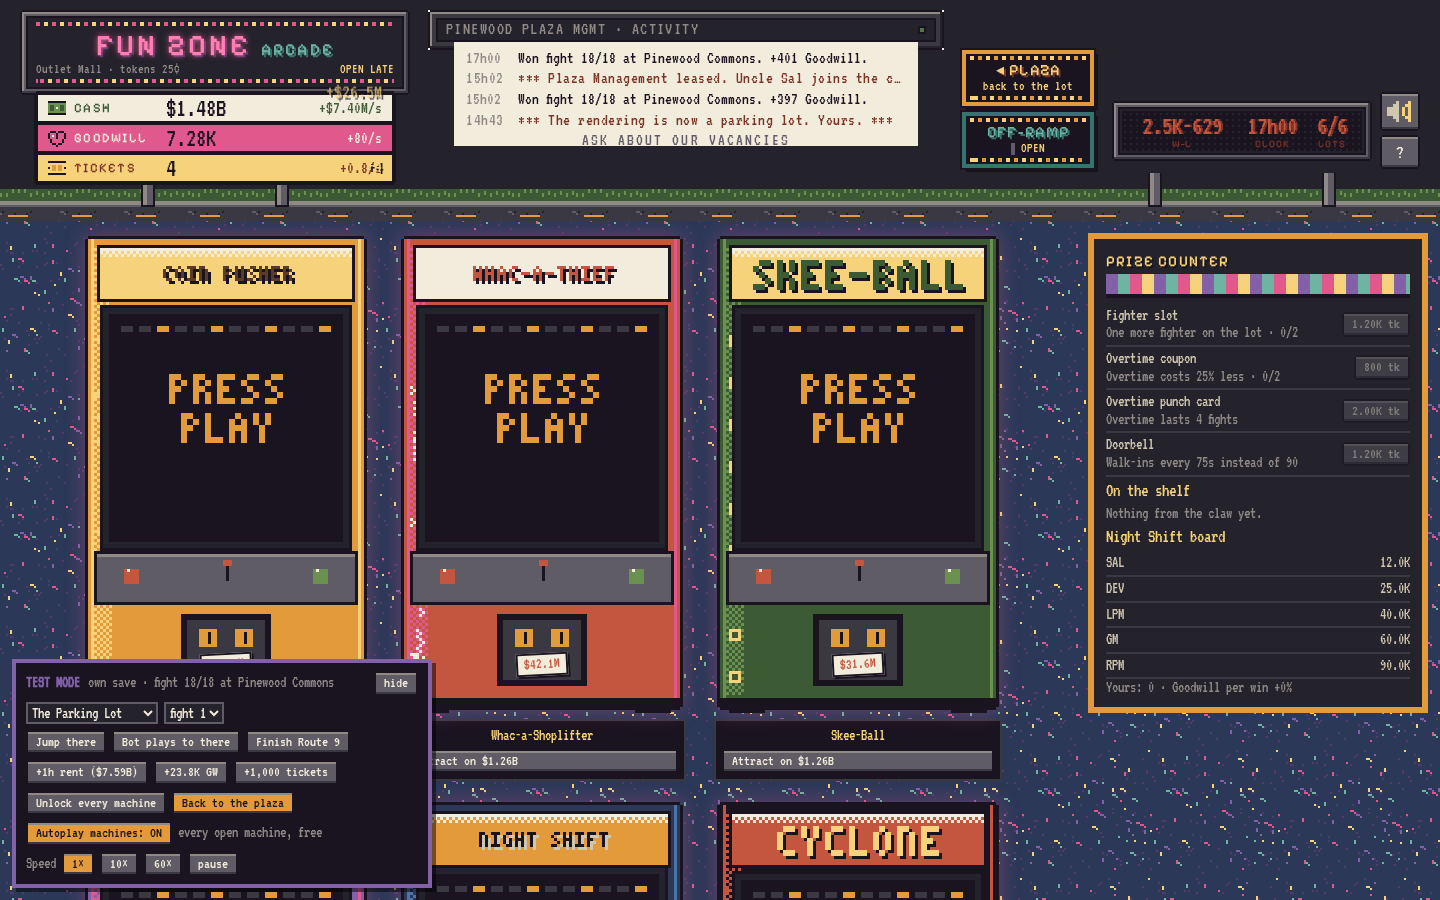 FUN ZONE ARCADE
Outlet Mall · tokens 25¢
OPEN LATE
CASH $1.48B +$7.40M/s
GOODWILL 7.28K +80/s
TICKETS 4
PINEWOOD PLAZA MGMT · ACTIVITY
17h00 Won fight 18/18 at Pinewood Commons. +401 Goodwill.
15h02 *** Plaza Management leased. Uncle Sal joins the c…
15h02 Won fight 18/18 at Pinewood Commons. +397 Goodwill.
14h43 *** The rendering is now a parking lot. Yours. ***
ASK ABOUT OUR VACANCIES
◀ PLAZA
back to the lot
OFF-RAMP
OPEN
2.5K-629 17h00 6/6
W-L CLOCK LOTS
?
COIN PUSHER
WHAC-A-THIEF
SKEE-BALL
PRESS
PLAY
PRESS
PLAY
PRESS
PLAY
$42.1M
$31.6M
Whac-a-Shoplifter
Skee-Ball
ract on $1.26B
Attract on $1.26B
NIGHT SHIFT
CYCLONE
PRIZE COUNTER
Fighter slot
One more fighter on the lot · 0/2
1.20K tk
Overtime coupon
Overtime costs 25% less · 0/2
800 tk
Overtime punch card
Overtime lasts 4 fights
2.00K tk
Doorbell
Walk-ins every 75s instead of 90
1.20K tk
On the shelf
Nothing from the claw yet.
Night Shift board
SAL 12.0K
DEV 25.0K
LPM 40.0K
GM 60.0K
RPM 90.0K
Yours: 0 · Goodwill per win +0%
TEST MODE own save · fight 18/18 at Pinewood Commons
hide
The Parking Lot
fight 1
Jump there
Bot plays to there
Finish Route 9
+1h rent ($7.59B)
+23.8K GW
+1,000 tickets
Unlock every machine
Back to the plaza
Autoplay machines: ON
every open machine, free
Speed 1× 10× 60× pause